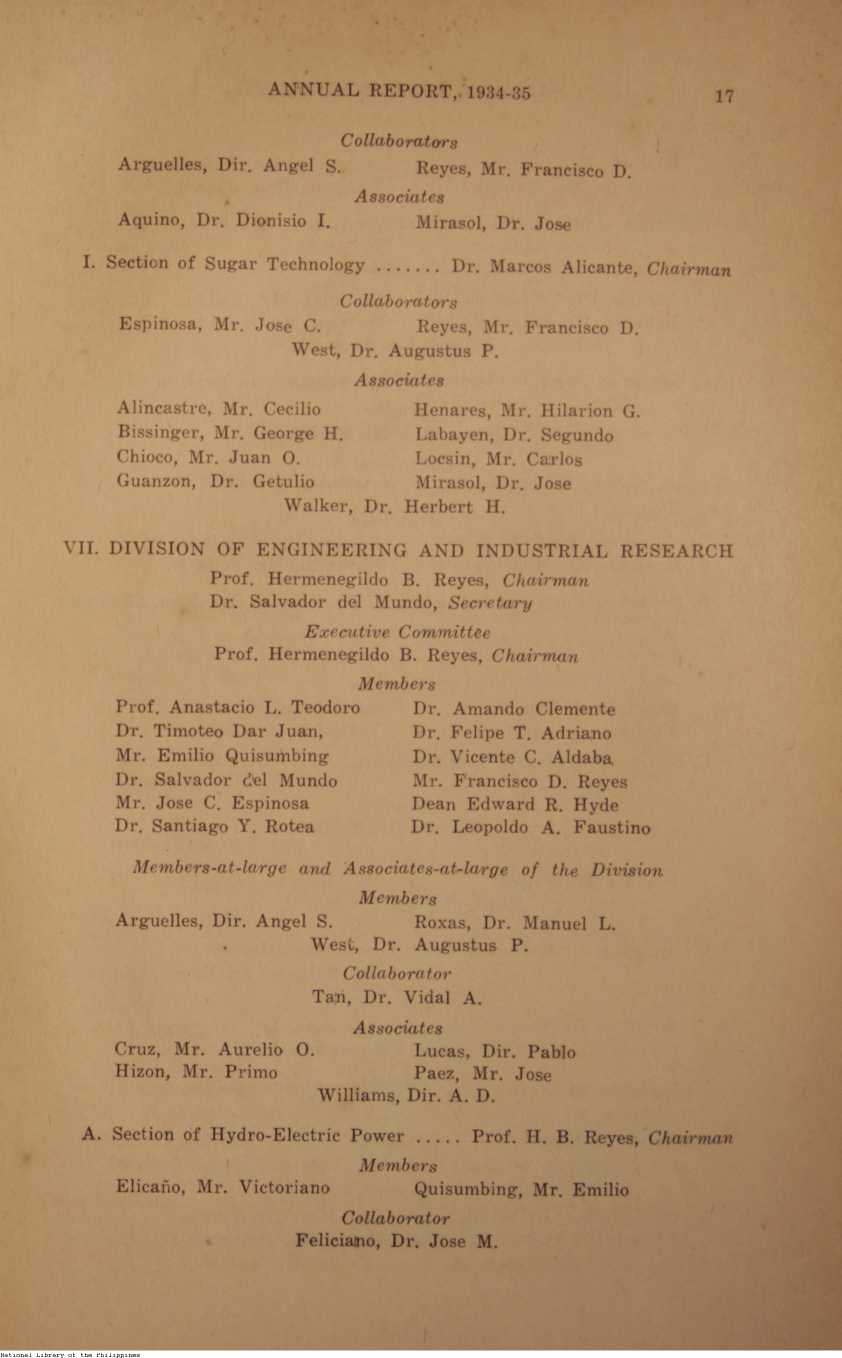 ANNUAL REPORT, 1934-35 17
Collaborators
Arguelles, Dir. Angel S. Reyes, Mr. Francisco D.
Associates
Aquino, Dr. Dionisio I. Mirasol, Dr. Jose
I. Section of Sugar Technology ....... Dr. Marcos Alicante, Chairman
Collaborators
Espinosa, Mr. Jose C. Reyes, Mr. Francisco D.
West, Dr. Augustus P.
Associates
Alincastre, Mr. Cecilio Henares, Mr. Hilarion G.
Bissinger, Mr. George H. Labayen, Dr. Segundo
Chioco, Mr. Juan O. Locsin, Mr. Carlos
Guanzon, Dr. Getulio Mirasol, Dr. Jose
Walker, Dr. Herbert H.
VII. DIVISION OF ENGINEERING AND INDUSTRIAL RESEARCH
Prof. Hermenegildo B. Reyes, Chairman
Dr. Salvador del Mundo, Secretary
Executive Committee
Prof. Hermenegildo B. Reyes, Chairman
Members
Prof. Anastacio L. Teodoro Dr. Amando Clemente
Dr. Timoteo Dar Juan, Dr. Felipe T. Adriano
Mr. Emilio Quisumbing Dr. Vicente C. Aldaba
Dr. Salvador del Mundo Mr. Francisco D. Reyes
Mr. Jose C. Espinosa Dean Edward R. Hyde
Dr. Santiago Y. Rotea Dr. Leopoldo A. Faustino
Members-at-large and Associates-at-large of the Division
Members
Arguelles, Dir. Angel S. Roxas, Dr. Manuel L.
West, Dr. Augustus P.
Collaborator
Tan, Dr. Vidal A.
Associates
Cruz, Mr. Aurelio O. Lucas, Dir. Pablo
Hizon, Mr. Primo Paez, Mr. Jose
Williams, Dir. A. D.
A. Section of Hydro-Electric Power ..... Prof. H. B. Reyes, Chairman
Members
Elicaño, Mr. Victoriano Quisumbing, Mr. Emilio
Collaborator
Feliciano, Dr. Jose M.
National Library of the Philippines